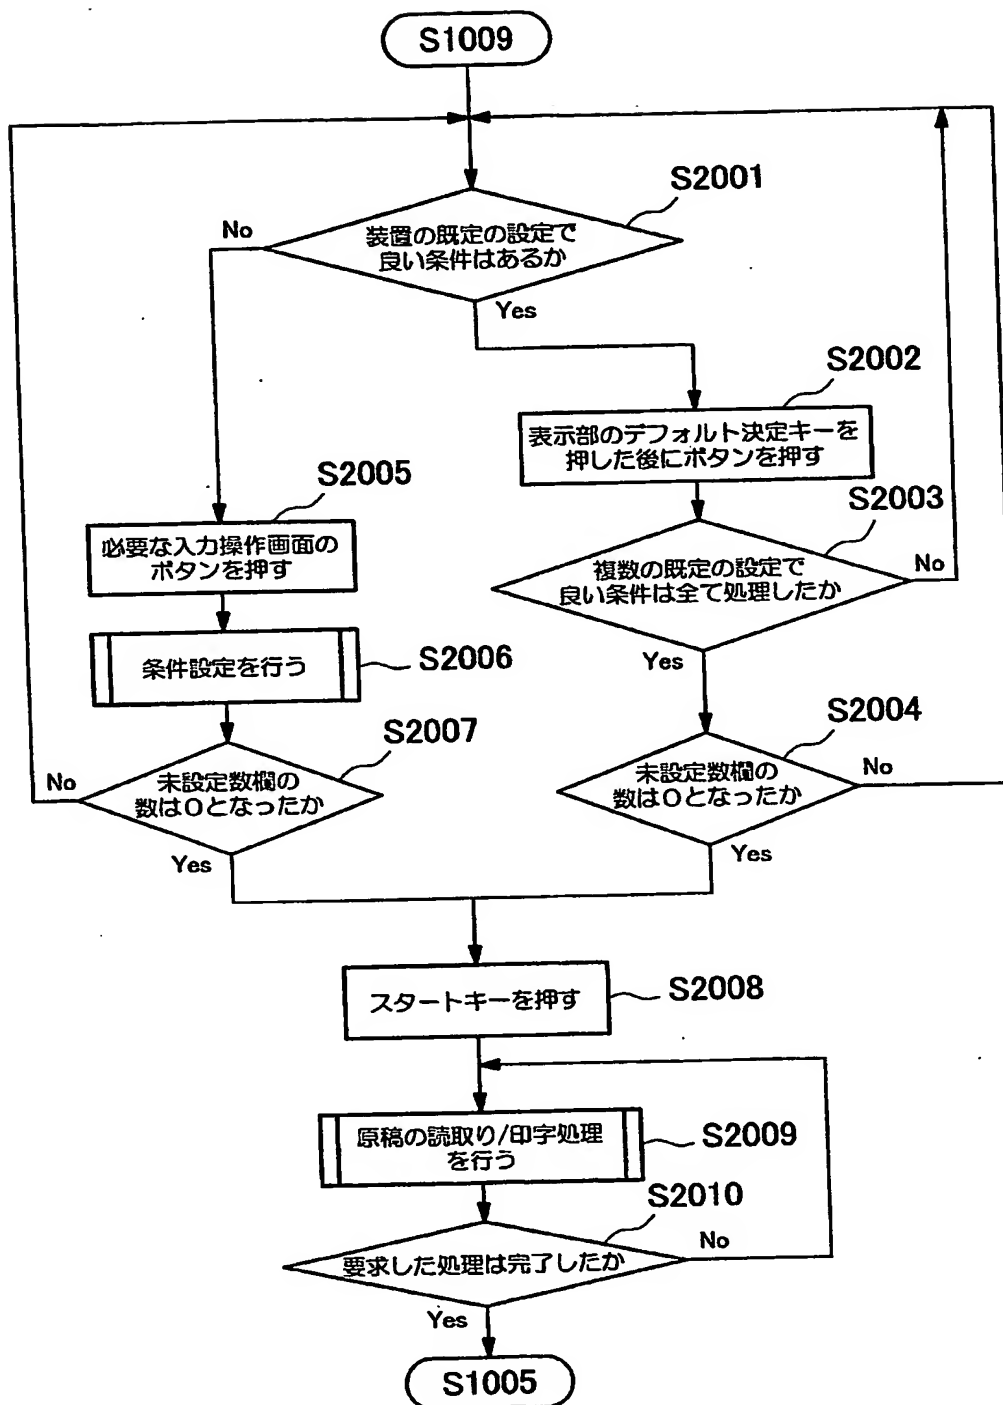 S1009
S2001
No
装置の既定の設定で
良い条件はあるか
Yes
S2002
表示部のデフォルト決定キーを
押した後にボタンを押す
S2005
必要な入力操作画面の
ボタンを押す
S2003
複数の既定の設定で
良い条件は全て処理したか
No
Yes
条件設定を行う
S2006
S2007
No
未設定数欄の
数は0となったか
Yes
S2004
未設定数欄の
数は0となったか
No
Yes
スタートキーを押す
S2008
原稿の読取り/印字処理
を行う
S2009
S2010
要求した処理は完了したか
No
Yes
S1005